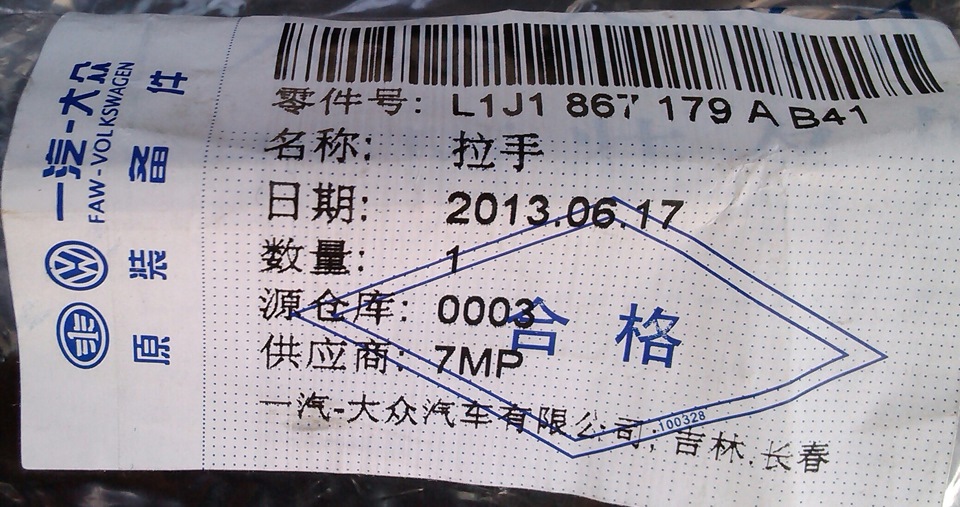 一汽-大众
FAW-VOLKSWAGEN
原装备件
零件号: L1J1 867 179 A B41
名称: 拉手
日期: 2013.06.17
数量: 1
源仓库: 0003
供应商: 7MP
合格
一汽-大众汽车有限公司, 吉林.长春
100328